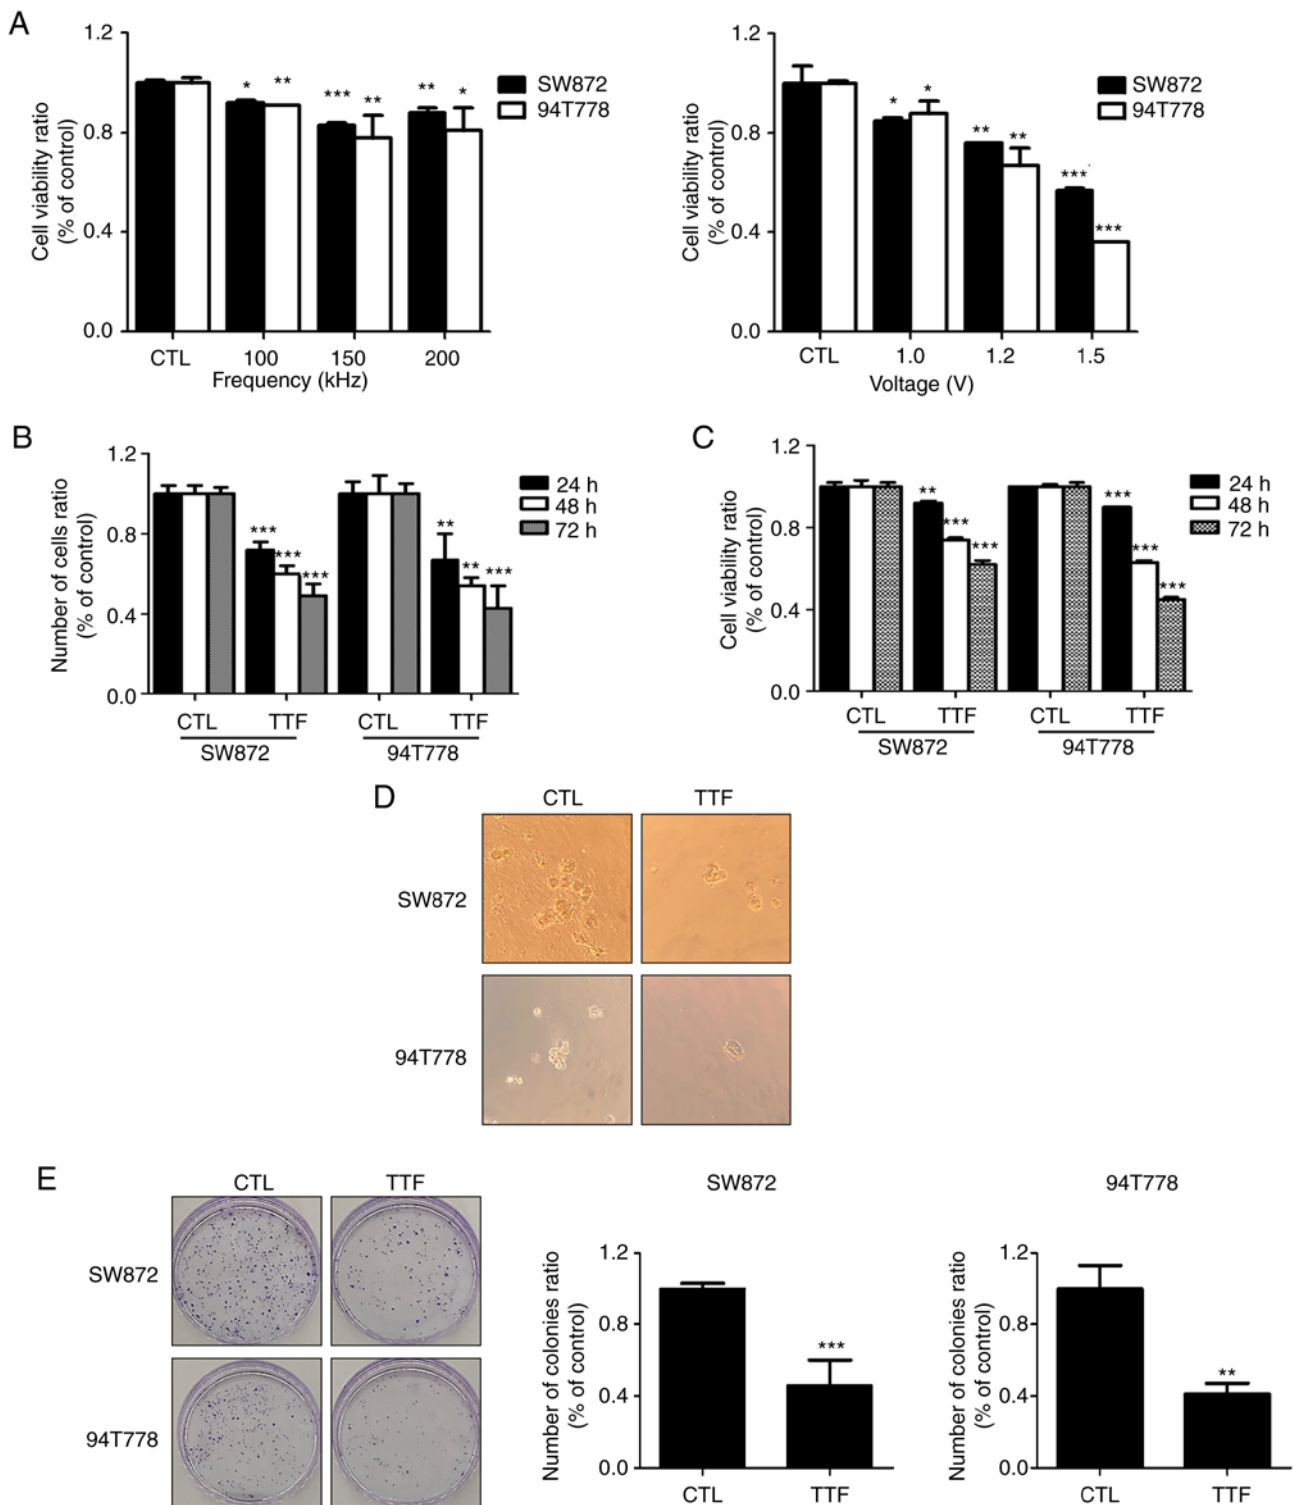 A
1.2
0.8
0.4
0.0
Cell viability ratio
(% of control)
* ** *** ** ** *
SW872
94T778
CTL 100 150 200
Frequency (kHz)
1.2
0.8
0.4
0.0
Cell viability ratio
(% of control)
* * ** ** *** ***
SW872
94T778
CTL 1.0 1.2 1.5
Voltage (V)
B
1.2
0.8
0.4
0.0
Number of cells ratio
(% of control)
*** *** *** ** ** ***
24 h
48 h
72 h
CTL TTF CTL TTF
SW872 94T778
C
1.2
0.8
0.4
0.0
Cell viability ratio
(% of control)
** *** *** *** *** ***
24 h
48 h
72 h
CTL TTF CTL TTF
SW872 94T778
D
CTL TTF
SW872
94T778
E
CTL TTF
SW872
94T778
SW872
1.2
0.8
0.4
0.0
Number of colonies ratio
(% of control)
***
CTL TTF
94T778
1.2
0.8
0.4
0.0
Number of colonies ratio
(% of control)
**
CTL TTF